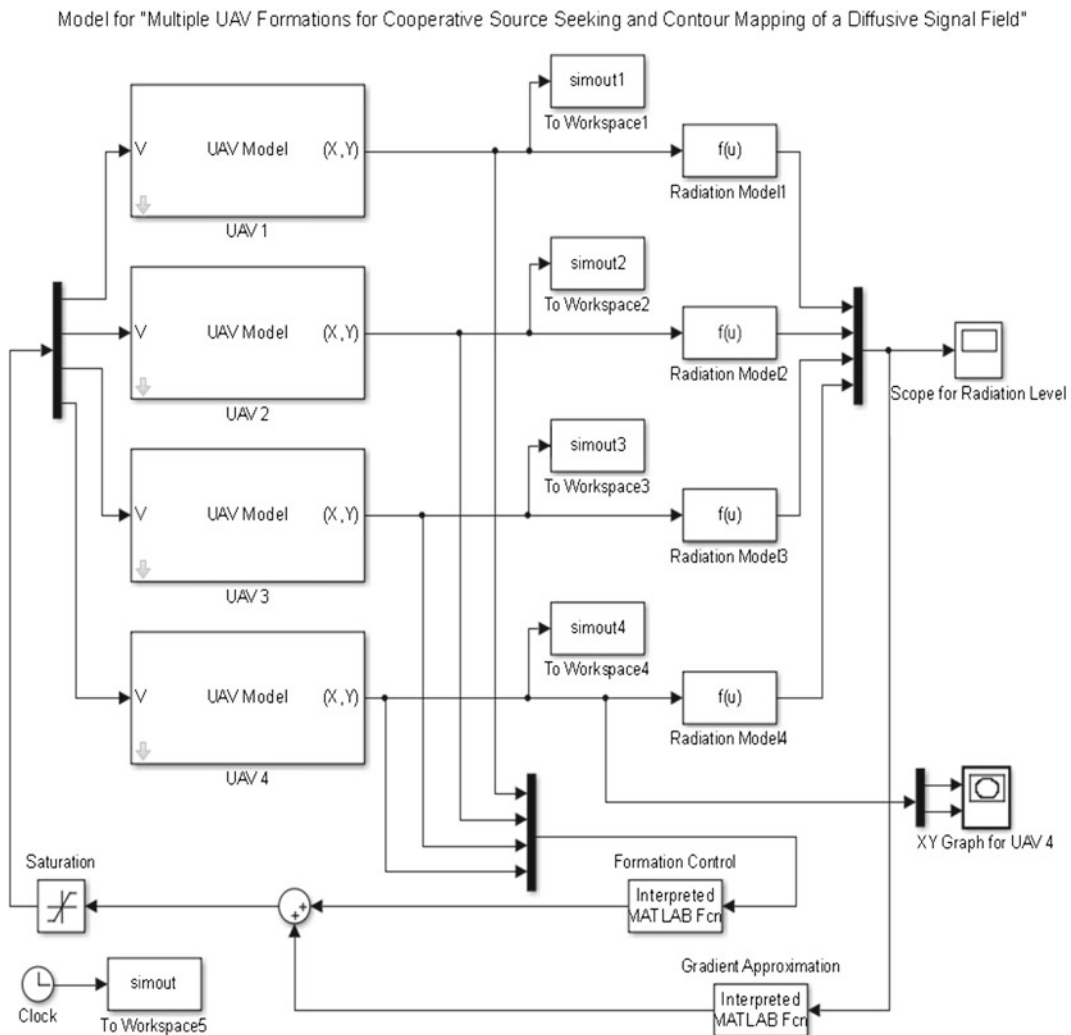 Model for "Multiple UAV Formations for Cooperative Source Seeking and Contour Mapping of a Diffusive Signal Field"
simout1
To Workspace1
V UAV Model (X,Y)
f(u)
UAV 1
Radiation Model1
simout2
To Workspace2
V UAV Model (X,Y)
f(u)
UAV 2
Radiation Model2
Scope for Radiation Level
simout3
To Workspace3
V UAV Model (X,Y)
f(u)
UAV 3
Radiation Model3
simout4
To Workspace4
V UAV Model (X,Y)
f(u)
UAV 4
Radiation Model4
XY Graph for UAV 4
Saturation
Formation Control
Interpreted
MATLAB Fcn
+
+
Gradient Approximation
Interpreted
MATLAB Fcn
Clock
simout
To Workspace5